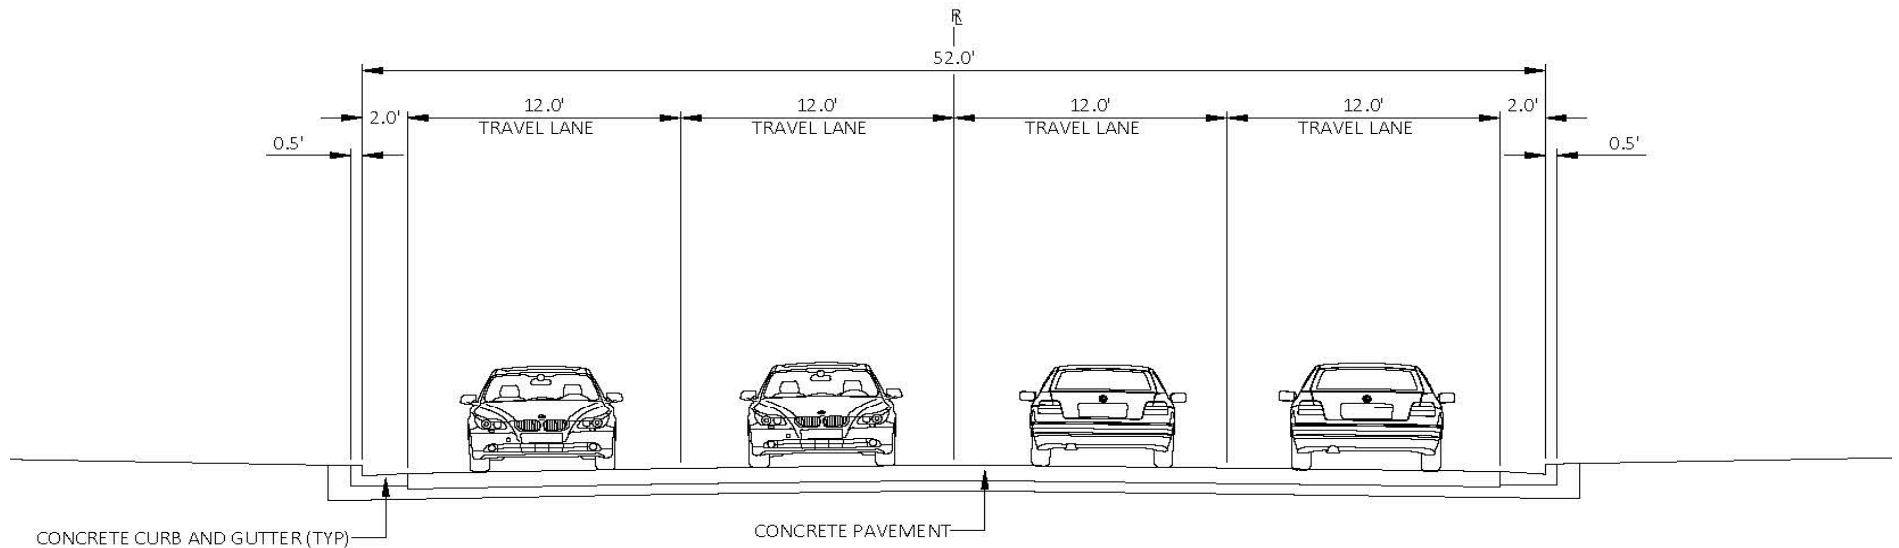 ℄
52.0'
2.0'
12.0'
TRAVEL LANE
12.0'
TRAVEL LANE
12.0'
TRAVEL LANE
12.0'
TRAVEL LANE
2.0'
0.5'
0.5'
CONCRETE CURB AND GUTTER (TYP)
CONCRETE PAVEMENT